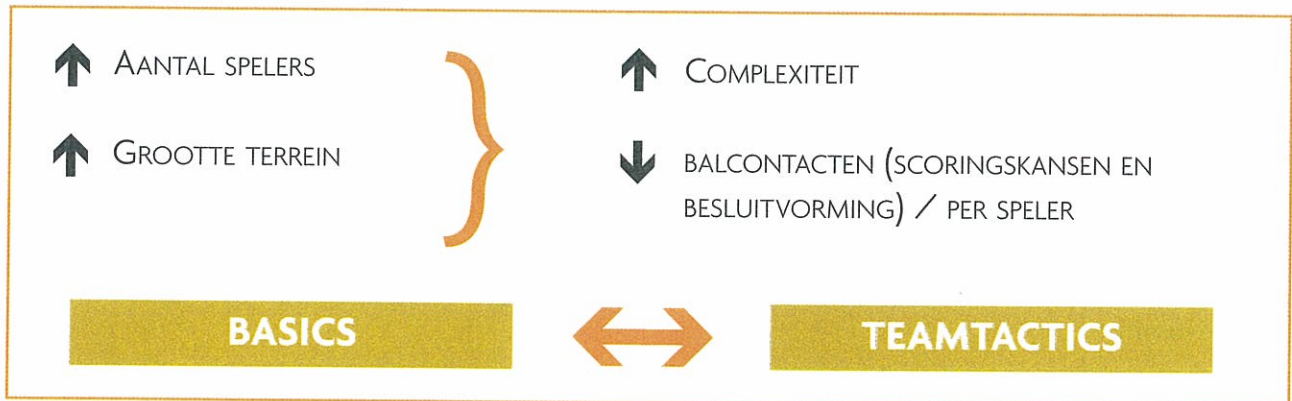 AANTAL SPELERS
GROOTTE TERREIN
COMPLEXITEIT
BALCONTACTEN (SCORINGSKANSEN EN
BESLUITVORMING) / PER SPELER
BASICS
TEAMTACTICS